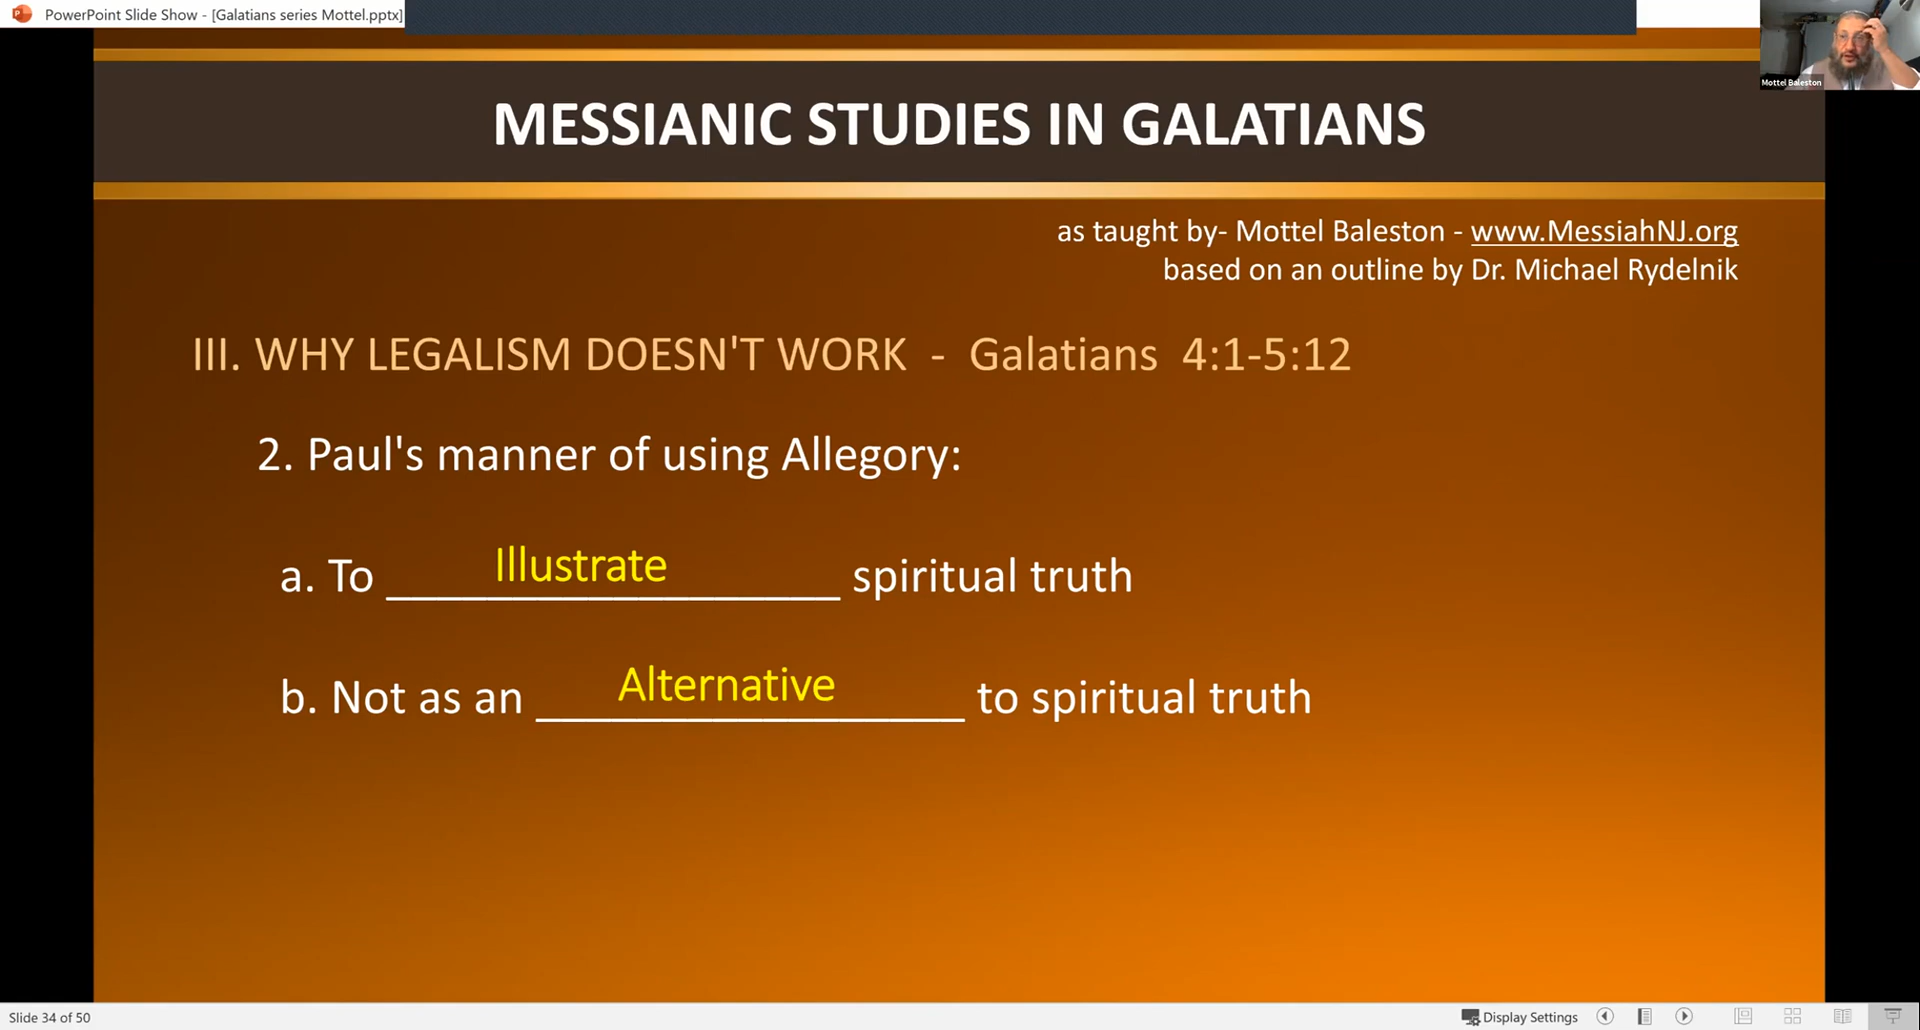 PowerPoint Slide Show - [Galatians series Mottel.pptx]
Mottel Baleston
MESSIANIC STUDIES IN GALATIANS
as taught by- Mottel Baleston - www.MessiahNJ.org
based on an outline by Dr. Michael Rydelnik
III. WHY LEGALISM DOESN'T WORK - Galatians 4:1-5:12
2. Paul's manner of using Allegory:
a. To Illustrate spiritual truth
b. Not as an Alternative to spiritual truth
Slide 34 of 50
Display Settings